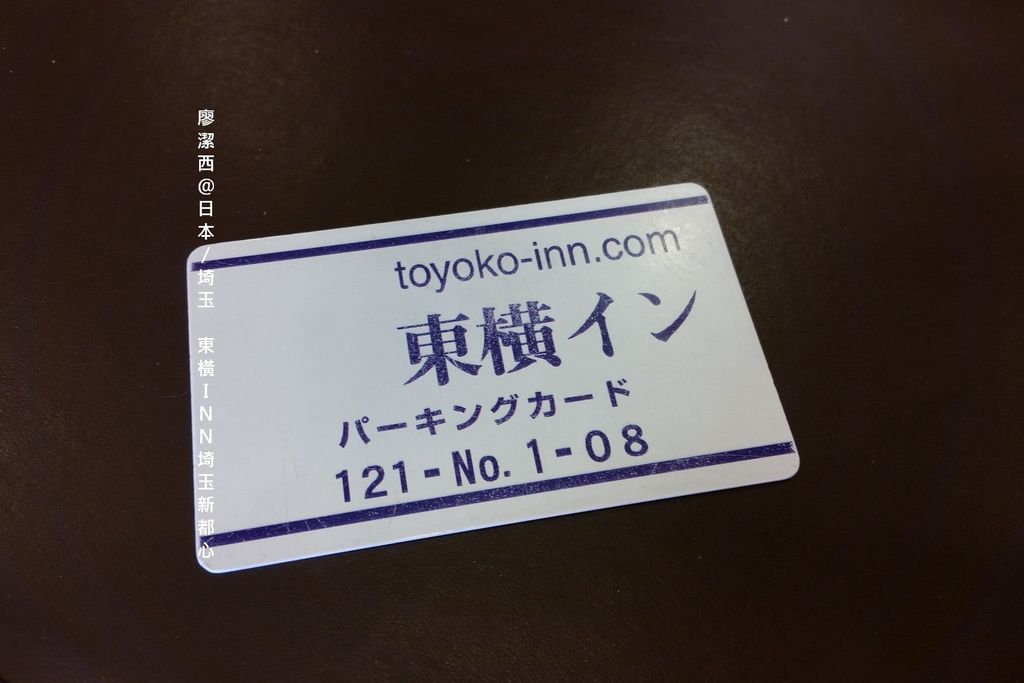 廖潔西@日本/埼玉 東橫INN埼玉新都心
toyoko-inn.com
東横イン
パーキングカード
121-No.1-08